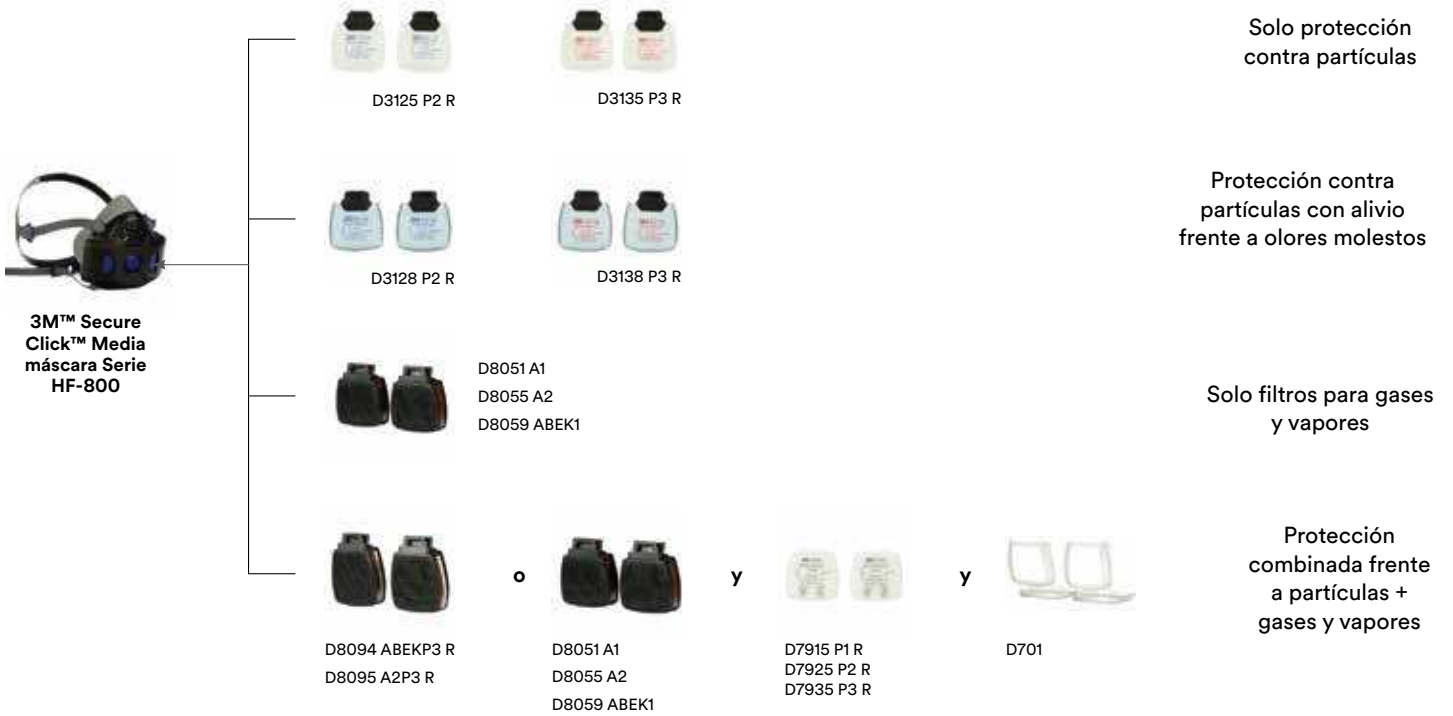 Solo protección
contra partículas
D3125 P2 R
D3135 P3 R
Protección contra
partículas con alivio
frente a olores molestos
D3128 P2 R
D3138 P3 R
3M™ Secure
Click™ Media
máscara Serie
HF-800
D8051 A1
D8055 A2
D8059 ABEK1
Solo filtros para gases
y vapores
Protección
combinada frente
a partículas +
gases y vapores
o
y
y
D8094 ABEKP3 R
D8095 A2P3 R
D8051 A1
D8055 A2
D8059 ABEK1
D7915 P1 R
D7925 P2 R
D7935 P3 R
D701